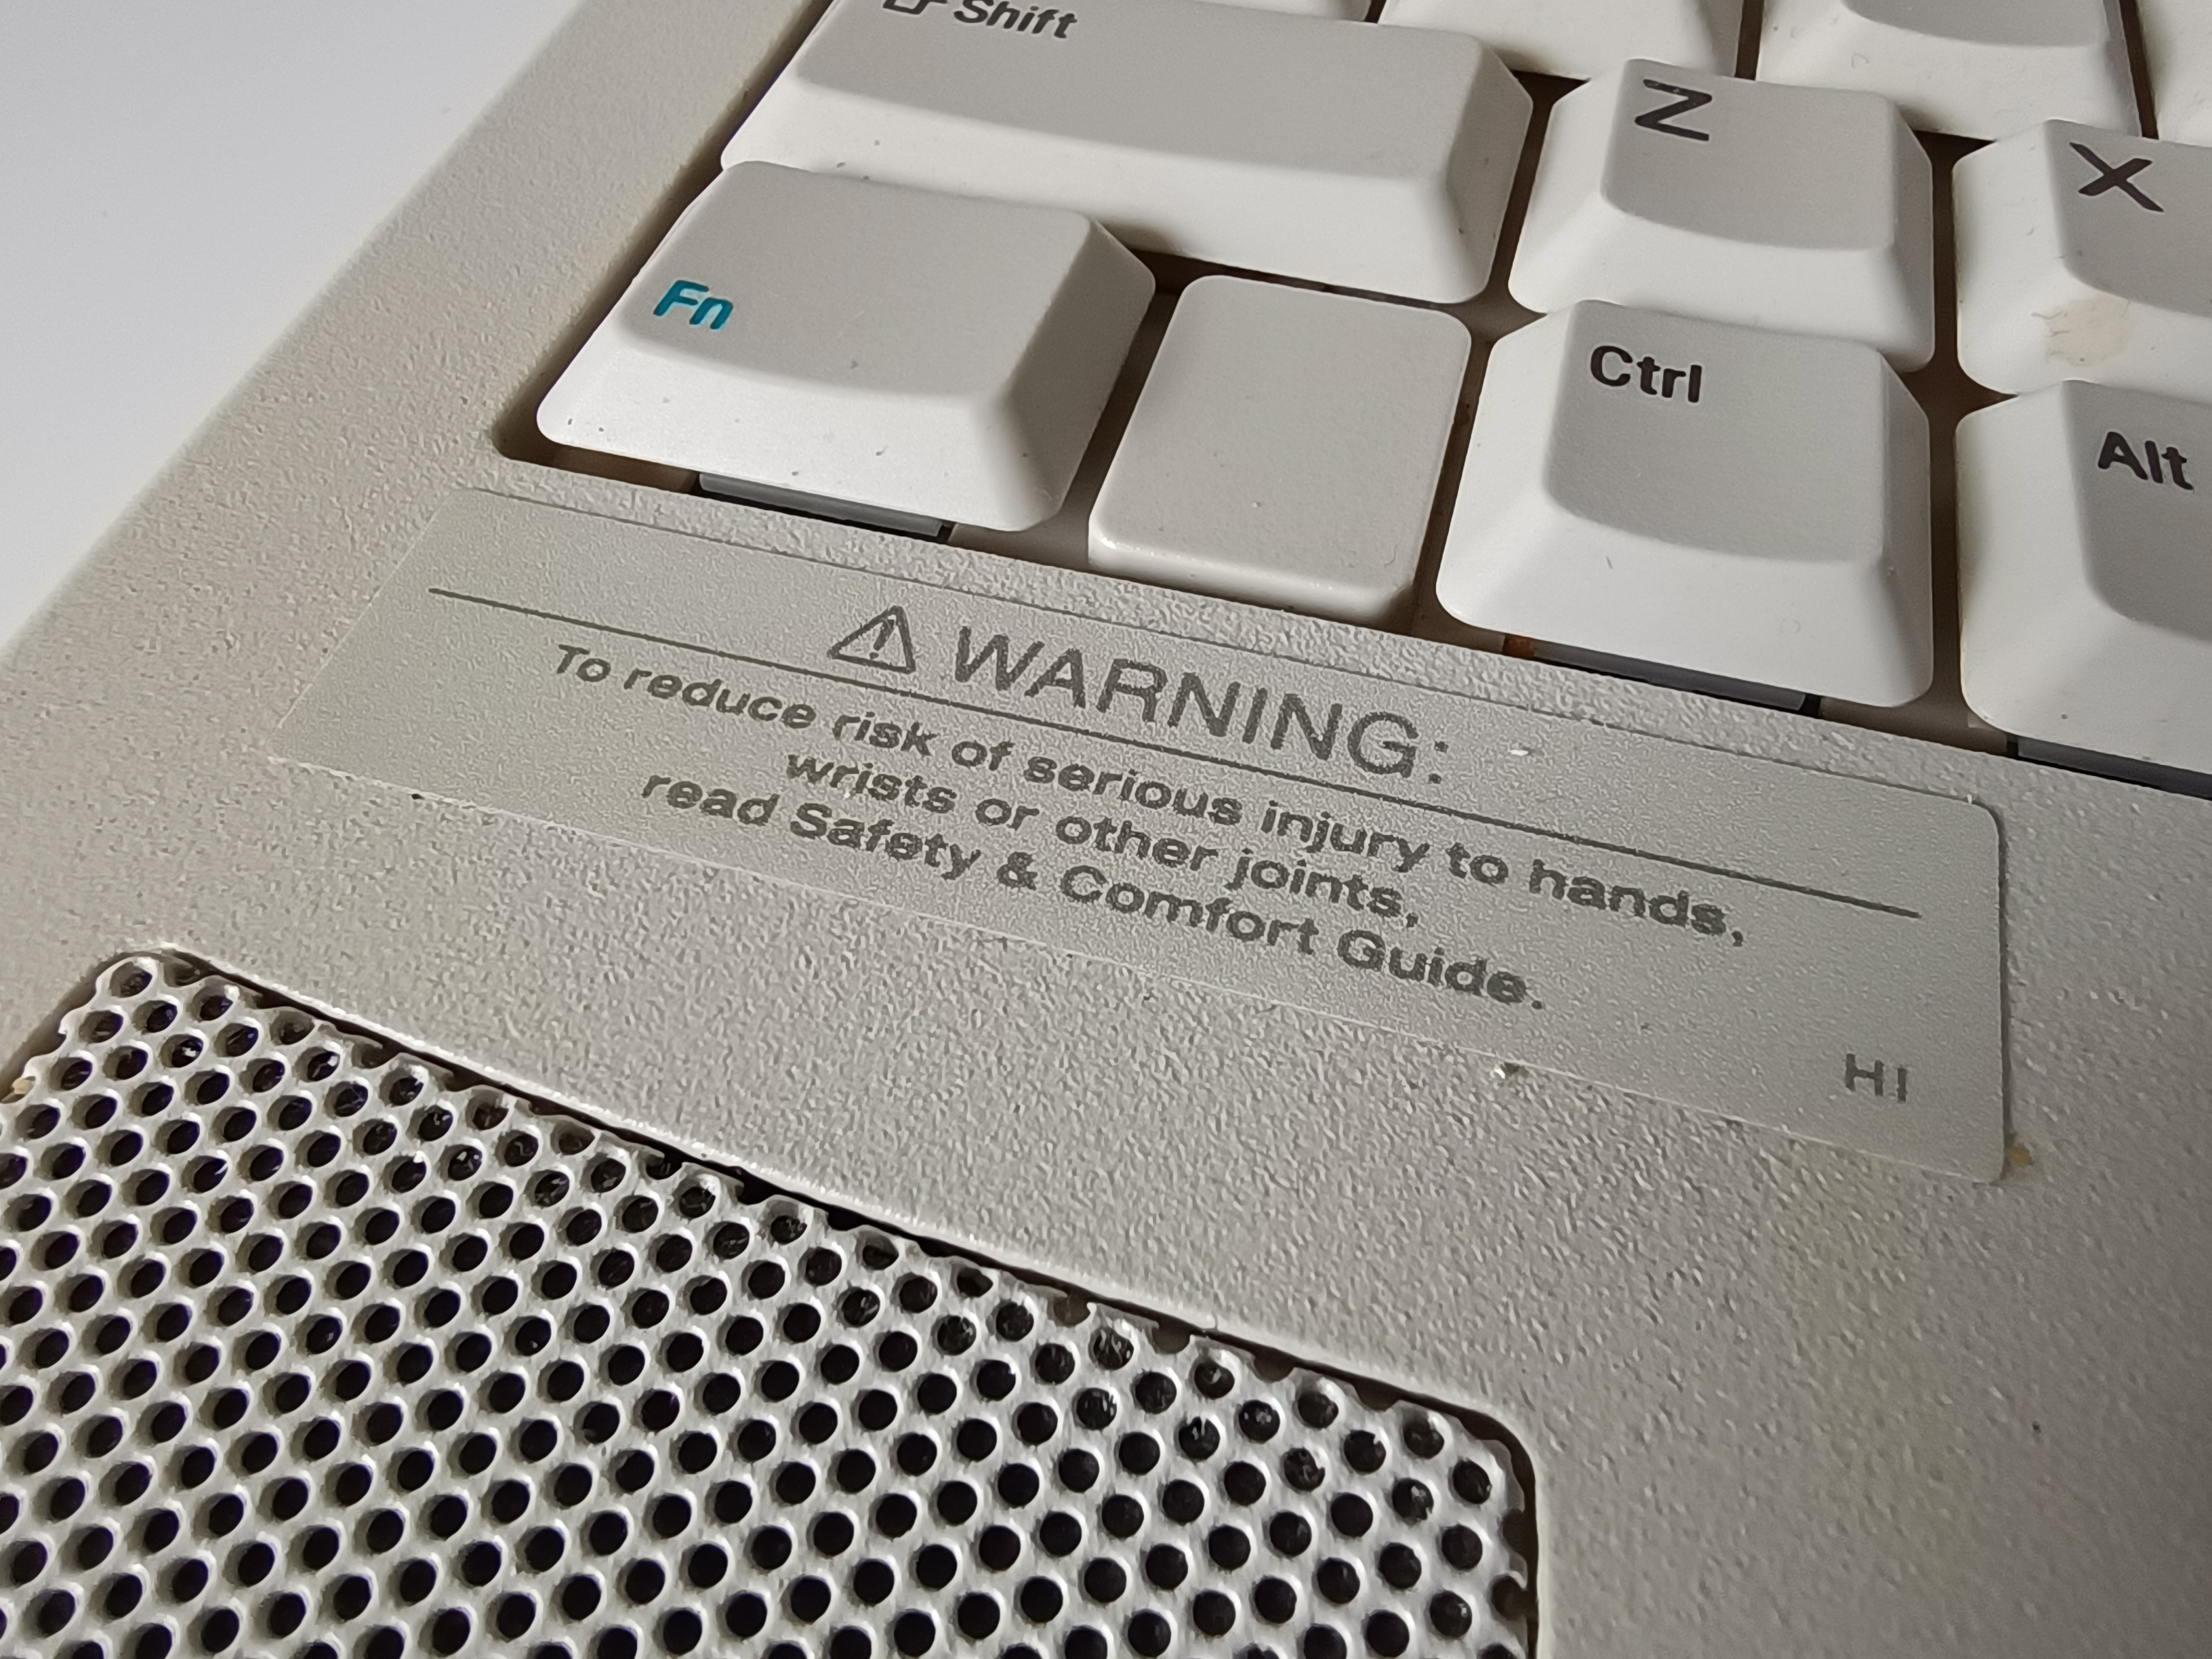 Shift
Z
X
Fn
Ctrl
Alt
⚠ WARNING:
To reduce risk of serious injury to hands,
wrists or other joints,
read Safety & Comfort Guide.
HI